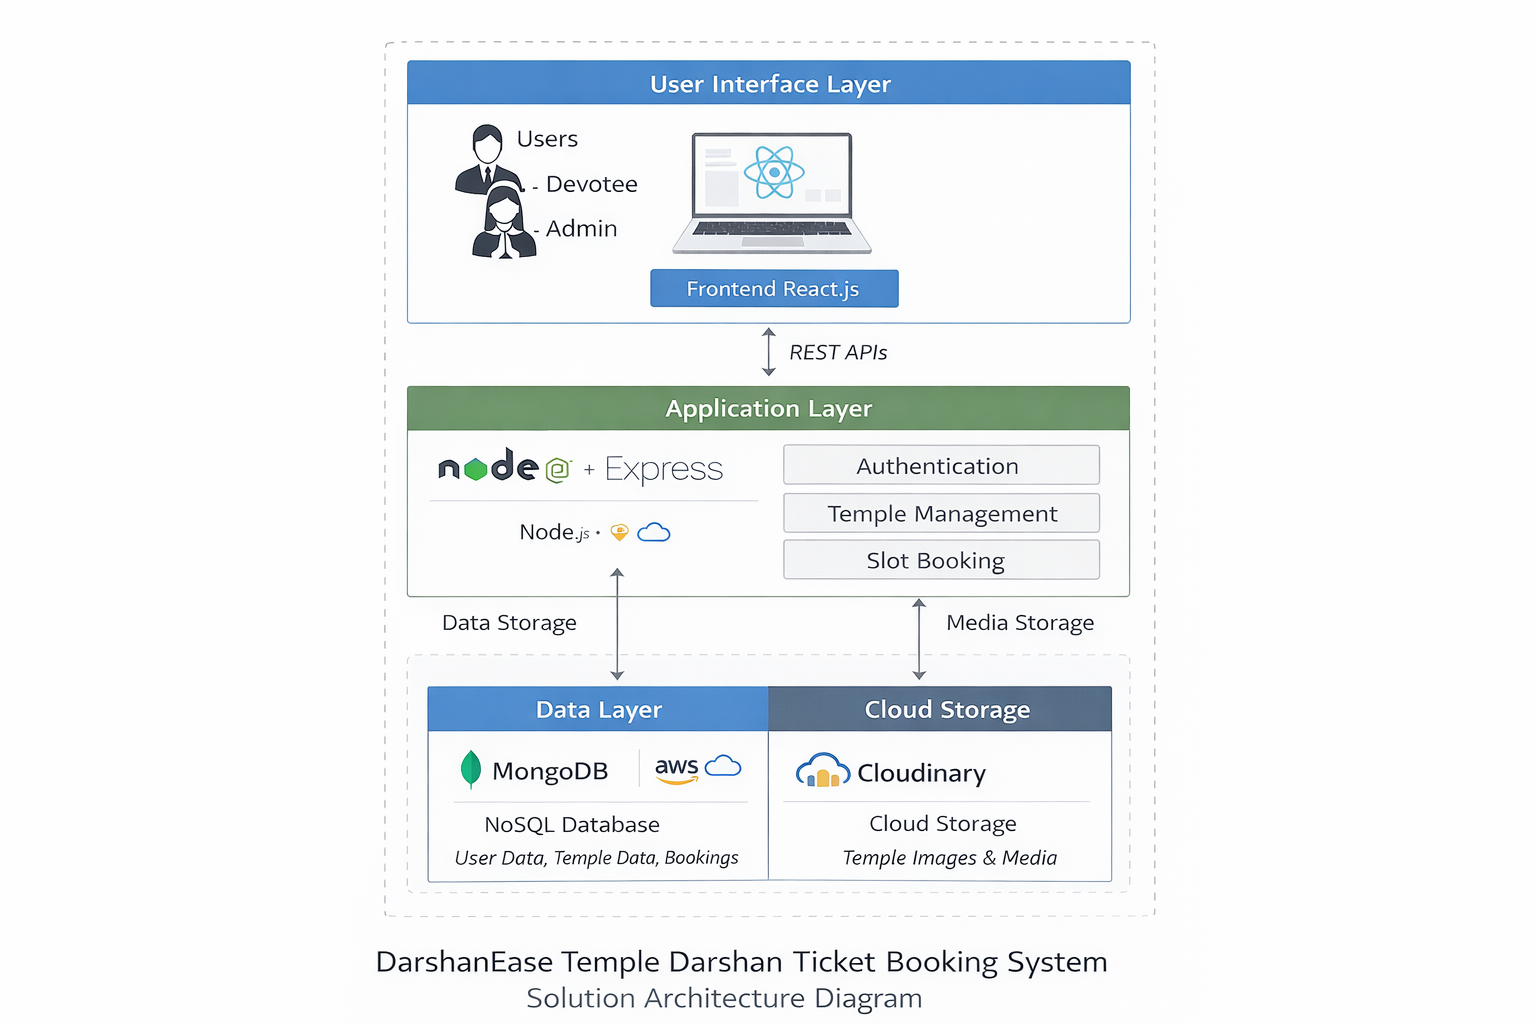 User Interface Layer
Users
- Devotee
- Admin
Frontend React.js
REST APIs
Application Layer
node + Express
Node.js •
Authentication
Temple Management
Slot Booking
Data Storage
Media Storage
Data Layer
MongoDB
aws
NoSQL Database
User Data, Temple Data, Bookings
Cloud Storage
Cloudinary
Cloud Storage
Temple Images & Media
DarshanEase Temple Darshan Ticket Booking System
Solution Architecture Diagram